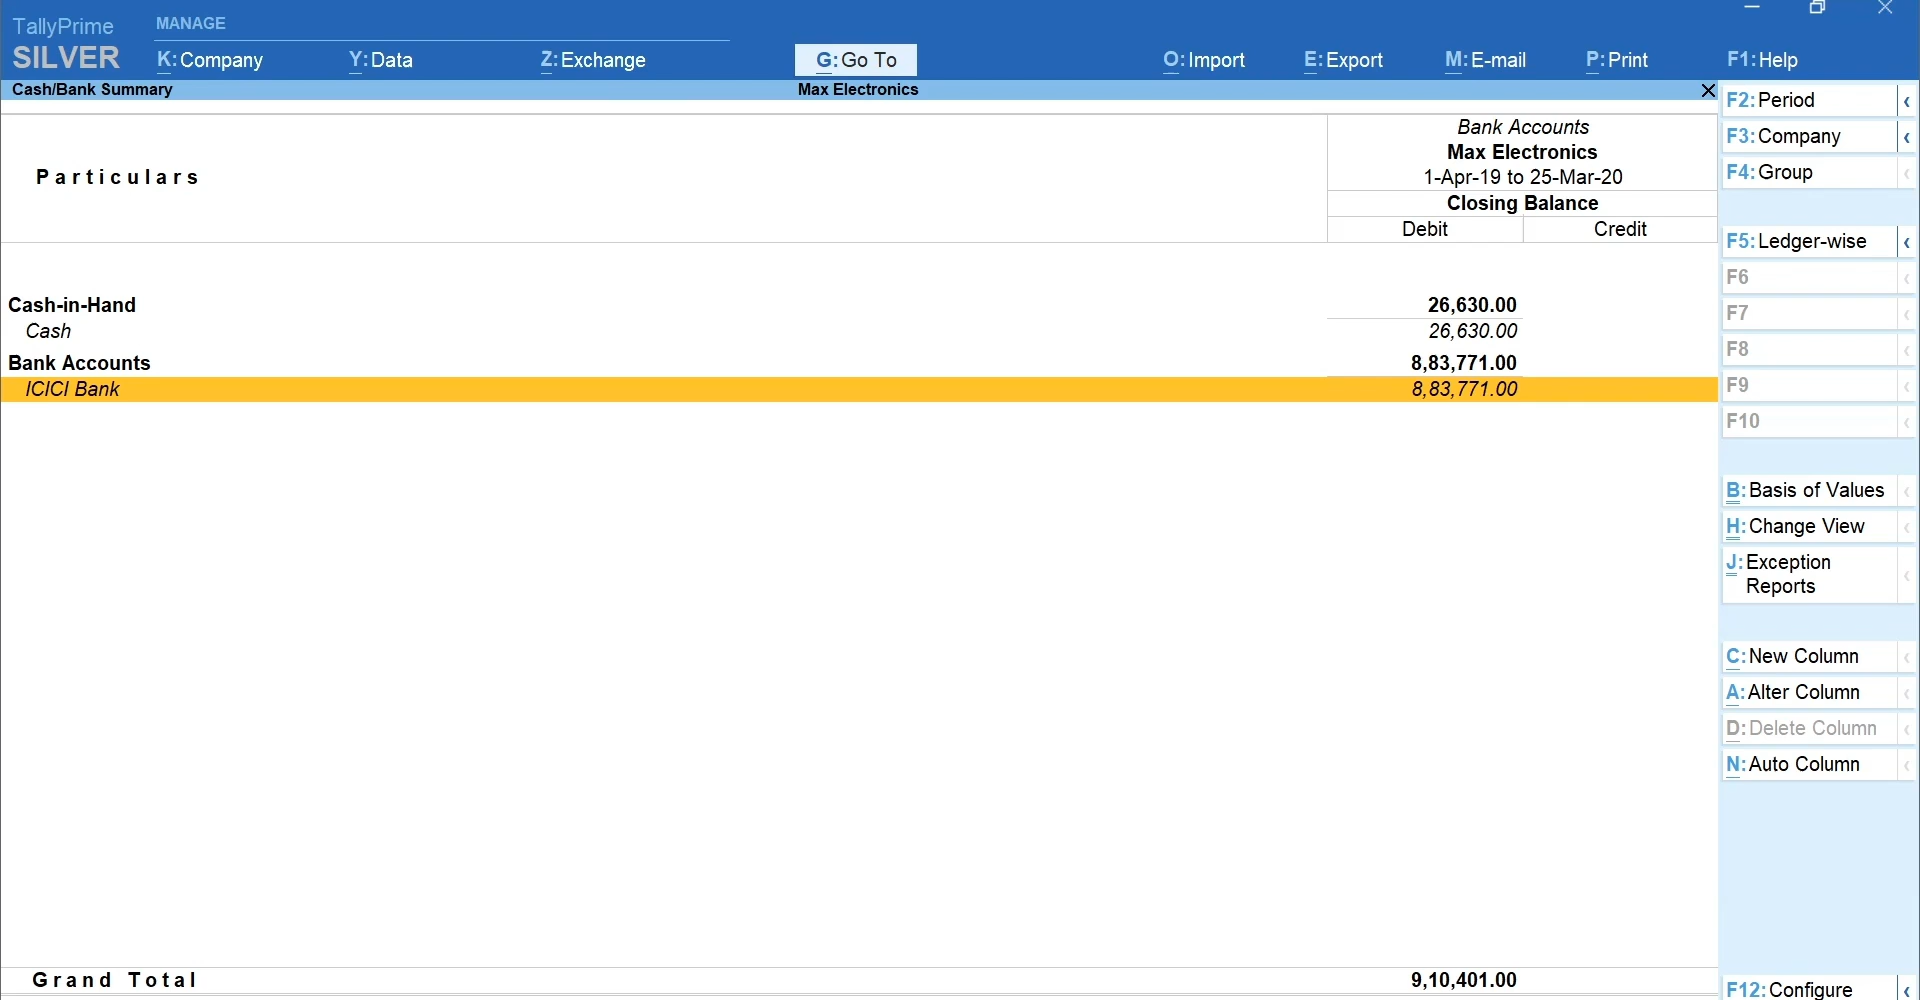 TallyPrime
SILVER
MANAGE
K: Company
Y: Data
Z: Exchange
G: Go To
O: Import
E: Export
M: E-mail
P: Print
F1: Help
Cash/Bank Summary
Max Electronics
Particulars
Bank Accounts
Max Electronics
1-Apr-19 to 25-Mar-20
Closing Balance
Debit Credit
Cash-in-Hand 26,630.00
Cash 26,630.00
Bank Accounts 8,83,771.00
ICICI Bank 8,83,771.00
Grand Total 9,10,401.00
F2: Period
F3: Company
F4: Group
F5: Ledger-wise
F6
F7
F8
F9
F10
B: Basis of Values
H: Change View
J: Exception
Reports
C: New Column
A: Alter Column
D: Delete Column
N: Auto Column
F12: Configure